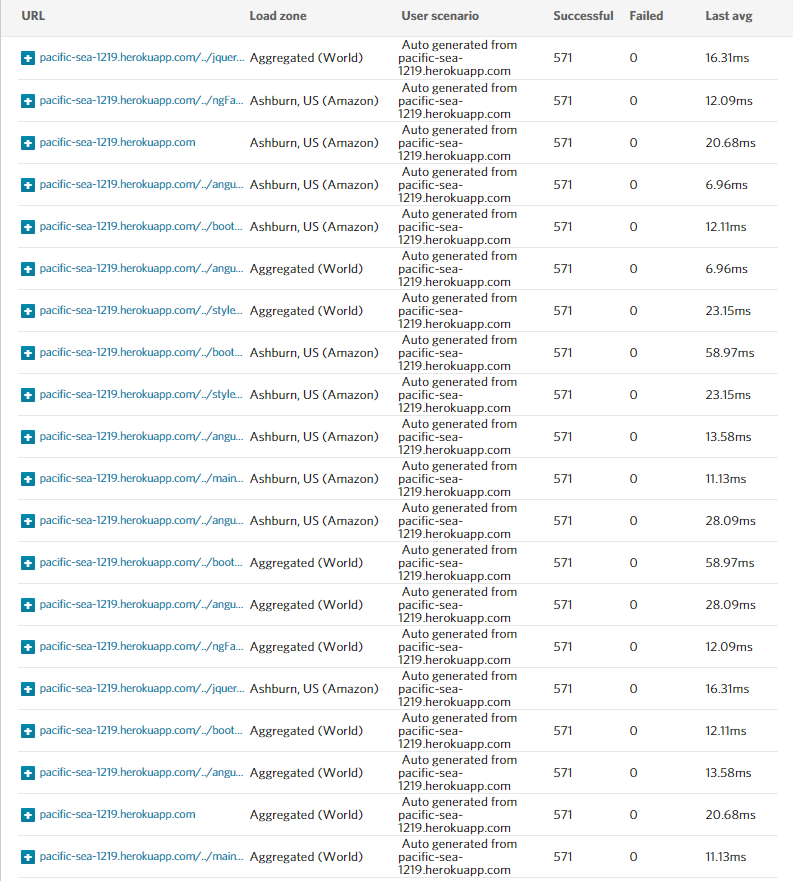 URL Load zone User scenario Successful Failed Last avg
Auto generated from
pacific-sea-1219.herokuapp.com/../jquer... Aggregated (World) pacific-sea- 571 0 16.31ms
1219.herokuapp.com
Auto generated from
pacific-sea-1219.herokuapp.com/../ngFa... Ashburn, US (Amazon) pacific-sea- 571 0 12.09ms
1219.herokuapp.com
Auto generated from
pacific-sea-1219.herokuapp.com Ashburn, US (Amazon) pacific-sea- 571 0 20.68ms
1219.herokuapp.com
Auto generated from
pacific-sea-1219.herokuapp.com/../angu... Ashburn, US (Amazon) pacific-sea- 571 0 6.96ms
1219.herokuapp.com
Auto generated from
pacific-sea-1219.herokuapp.com/../boot... Ashburn, US (Amazon) pacific-sea- 571 0 12.11ms
1219.herokuapp.com
Auto generated from
pacific-sea-1219.herokuapp.com/../angu... Aggregated (World) pacific-sea- 571 0 6.96ms
1219.herokuapp.com
Auto generated from
pacific-sea-1219.herokuapp.com/../style... Aggregated (World) pacific-sea- 571 0 23.15ms
1219.herokuapp.com
Auto generated from
pacific-sea-1219.herokuapp.com/../boot... Ashburn, US (Amazon) pacific-sea- 571 0 58.97ms
1219.herokuapp.com
Auto generated from
pacific-sea-1219.herokuapp.com/../style... Ashburn, US (Amazon) pacific-sea- 571 0 23.15ms
1219.herokuapp.com
Auto generated from
pacific-sea-1219.herokuapp.com/../angu... Ashburn, US (Amazon) pacific-sea- 571 0 13.58ms
1219.herokuapp.com
Auto generated from
pacific-sea-1219.herokuapp.com/../main... Ashburn, US (Amazon) pacific-sea- 571 0 11.13ms
1219.herokuapp.com
Auto generated from
pacific-sea-1219.herokuapp.com/../angu... Ashburn, US (Amazon) pacific-sea- 571 0 28.09ms
1219.herokuapp.com
Auto generated from
pacific-sea-1219.herokuapp.com/../boot... Aggregated (World) pacific-sea- 571 0 58.97ms
1219.herokuapp.com
Auto generated from
pacific-sea-1219.herokuapp.com/../angu... Aggregated (World) pacific-sea- 571 0 28.09ms
1219.herokuapp.com
Auto generated from
pacific-sea-1219.herokuapp.com/../ngFa... Aggregated (World) pacific-sea- 571 0 12.09ms
1219.herokuapp.com
Auto generated from
pacific-sea-1219.herokuapp.com/../jquer... Ashburn, US (Amazon) pacific-sea- 571 0 16.31ms
1219.herokuapp.com
Auto generated from
pacific-sea-1219.herokuapp.com/../boot... Aggregated (World) pacific-sea- 571 0 12.11ms
1219.herokuapp.com
Auto generated from
pacific-sea-1219.herokuapp.com/../angu... Aggregated (World) pacific-sea- 571 0 13.58ms
1219.herokuapp.com
Auto generated from
pacific-sea-1219.herokuapp.com Aggregated (World) pacific-sea- 571 0 20.68ms
1219.herokuapp.com
Auto generated from
pacific-sea-1219.herokuapp.com/../main... Aggregated (World) pacific-sea- 571 0 11.13ms
1219.herokuapp.com